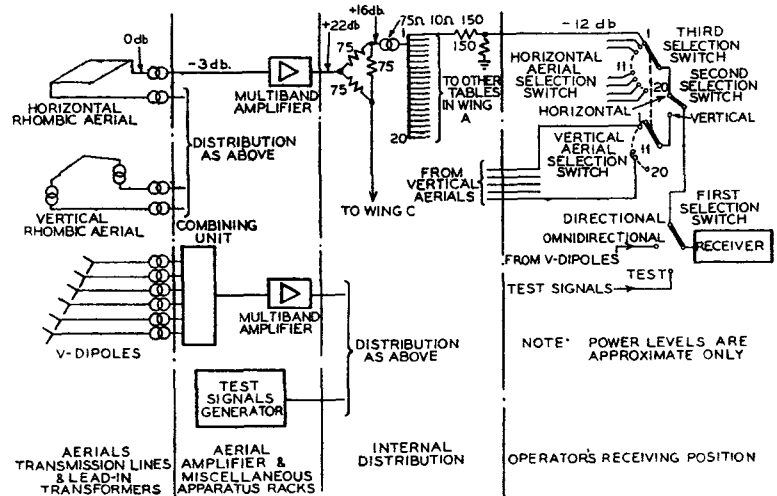 0db
-3db.
MULTIBAND
AMPLIFIER
HORIZONTAL
RHOMBIC AERIAL
DISTRIBUTION
AS ABOVE
VERTICAL
RHOMBIC AERIAL
COMBINING
UNIT
V-DIPOLES
MULTIBAND
AMPLIFIER
TEST
SIGNALS
GENERATOR
+22db
+16db.
75
75
75
75Ω
10Ω
150
150
1
20
TO OTHER
TABLES
IN WING
A
TO WING C
DISTRIBUTION
AS ABOVE
-12 db
THIRD
SELECTION
SWITCH
HORIZONTAL
AERIAL
SELECTION
SWITCH
1
11
20
HORIZONTAL
SECOND
SELECTION
SWITCH
VERTICAL
VERTICAL
AERIAL
SELECTION
SWITCH
1
11
20
FROM
VERTICAL
AERIALS
FIRST
SELECTION
SWITCH
DIRECTIONAL
OMNIDIRECTIONAL
FROM V-DIPOLES
RECEIVER
TEST
TEST SIGNALS
NOTE· POWER LEVELS ARE
APPROXIMATE ONLY
AERIALS
TRANSMISSION LINES
& LEAD-IN
TRANSFORMERS
AERIAL
AMPLIFIER &
MISCELLANEOUS
APPARATUS RACKS
INTERNAL
DISTRIBUTION
OPERATOR'S RECEIVING POSITION